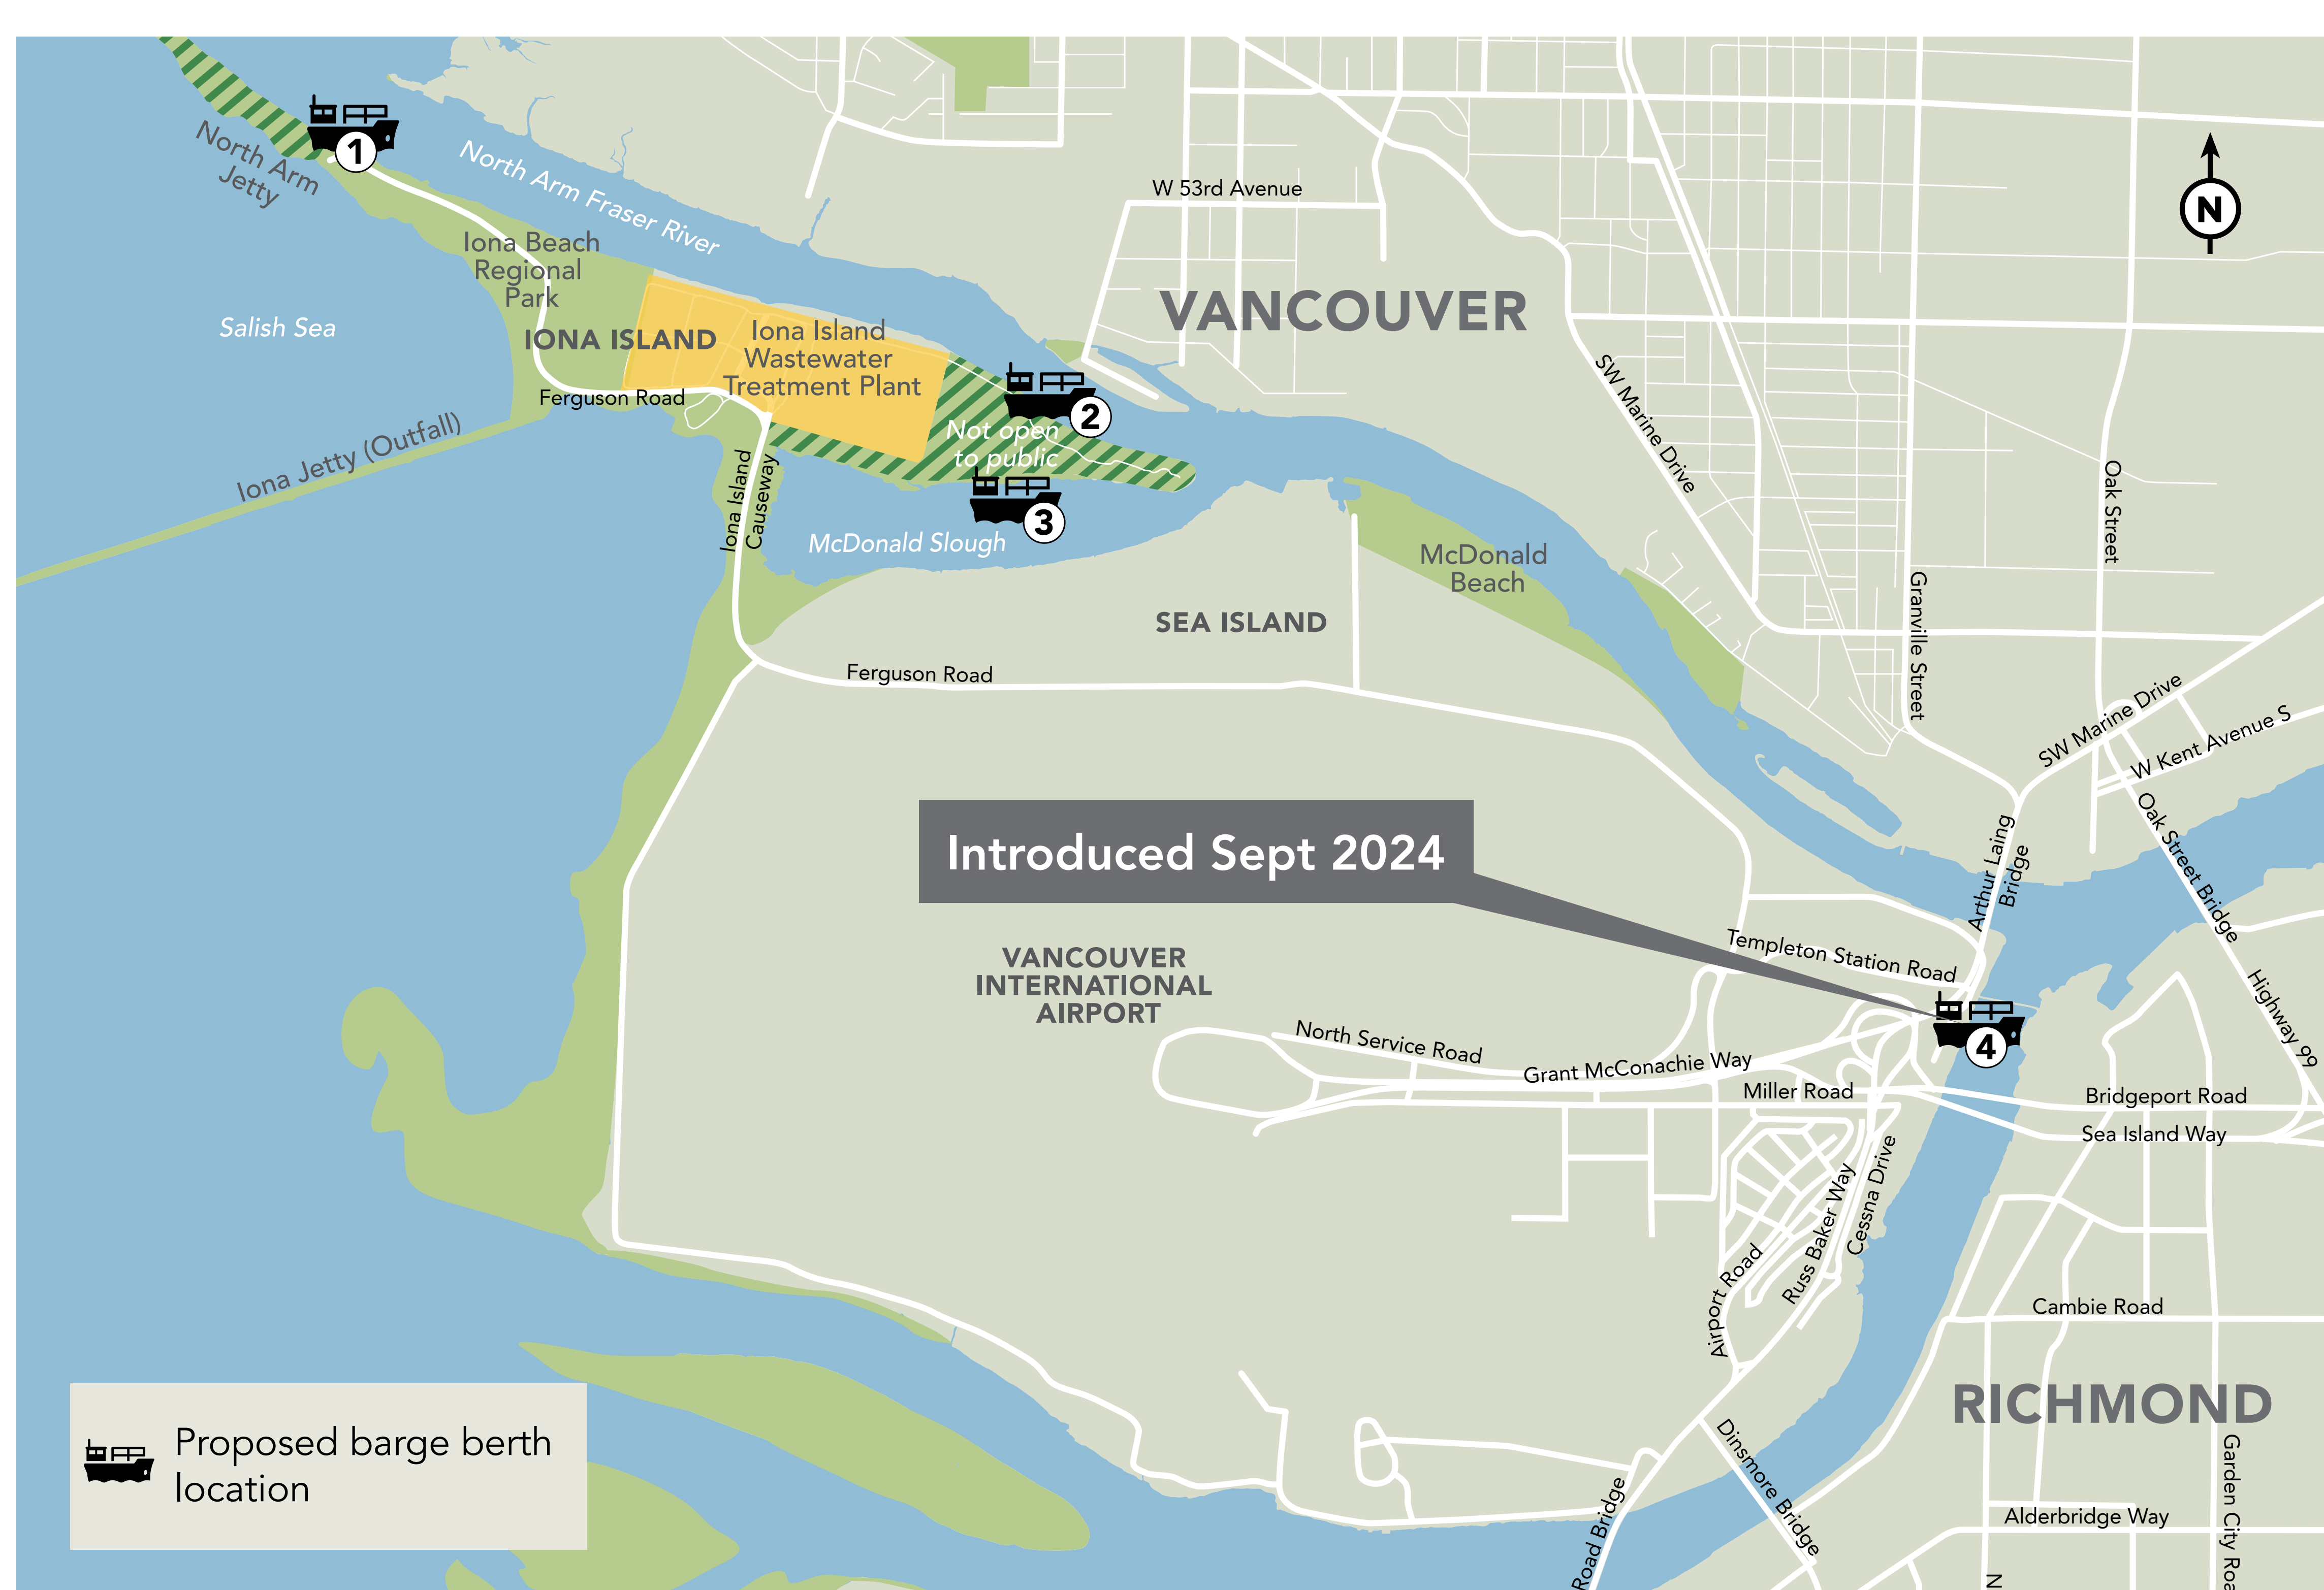 1
North Arm
Jetty
North Arm Fraser River
Iona Beach
Regional
Park
Salish Sea
IONA ISLAND
Iona Island
Wastewater
Treatment Plant
Ferguson Road
Iona Jetty (Outfall)
Iona Island
Causeway
Not open
to public
2
3
McDonald Slough
W 53rd Avenue
VANCOUVER
N
SW Marine Drive
Oak Street
Granville Street
McDonald
Beach
SEA ISLAND
Ferguson Road
SW Marine Drive
W Kent Avenue S
Oak Street Bridge
Arthur Laing
Bridge
Highway 99
Introduced Sept 2024
VANCOUVER
INTERNATIONAL
AIRPORT
Templeton Station Road
4
North Service Road
Grant McConachie Way
Miller Road
Bridgeport Road
Sea Island Way
Russ Baker Way
Cessna Drive
Airport Road
Cambie Road
RICHMOND
Dinsmore Bridge
Road Bridge
Garden City Roa
Alderbridge Way
N
Proposed barge berth
location